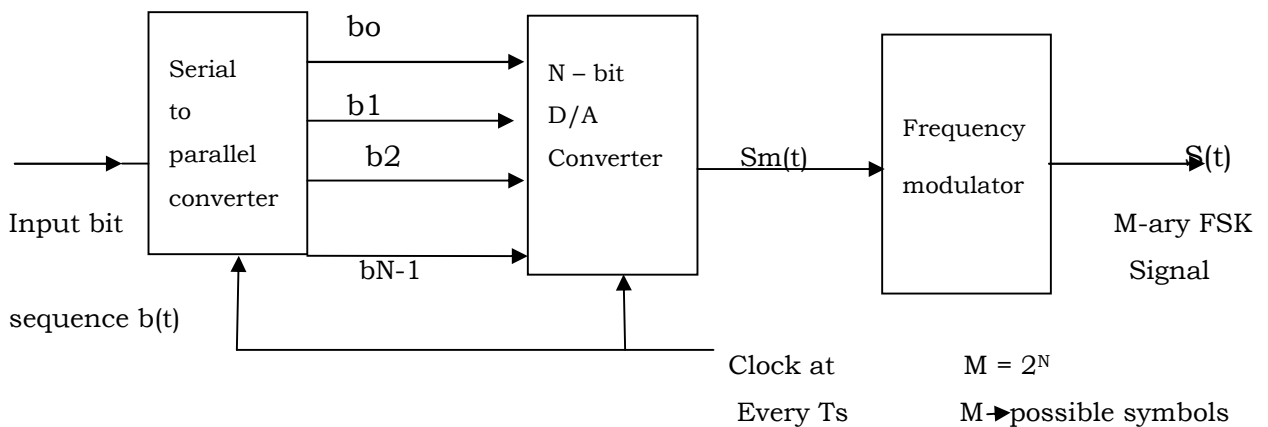 bo
b1
b2
bN-1
Serial
to
parallel
converter
N – bit
D/A
Converter
Frequency
modulator
Sm(t)
S(t)
Input bit
sequence b(t)
M-ary FSK
Signal
Clock at
Every Ts
M = 2ᴺ
M→possible symbols